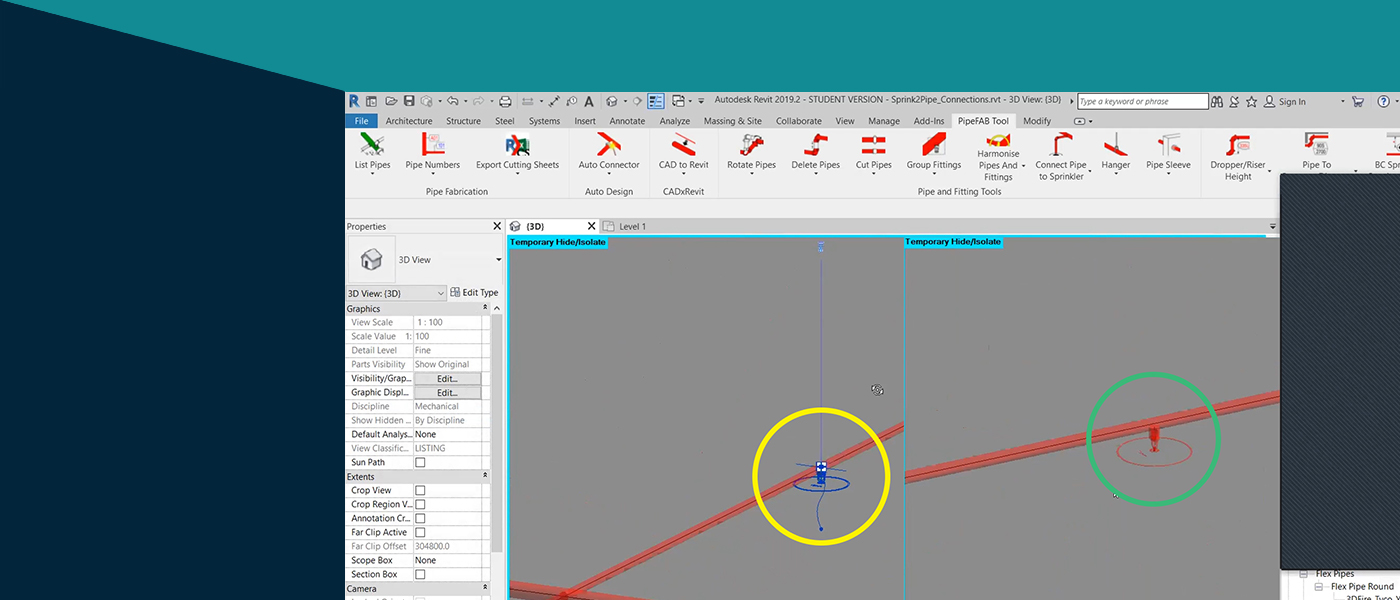 Autodesk Revit 2019.2 - STUDENT VERSION - Sprink2Pipe_Connections.rvt - 3D View: {3D}
Type a keyword or phrase
Sign In
File Architecture Structure Steel Systems Insert Annotate Analyze Massing & Site Collaborate View Manage Add-Ins PipeFAB Tool Modify
List Pipes Pipe Numbers Export Cutting Sheets Auto Connector CAD to Revit Rotate Pipes Delete Pipes Cut Pipes Group Fittings Harmonise Pipes And Fittings Connect Pipe to Sprinkler Hanger Pipe Sleeve Dropper/Riser Height Pipe To BC Spr
Pipe Fabrication Auto Design CADxRevit Pipe and Fitting Tools
Properties
{3D} Level 1
Temporary Hide/Isolate Temporary Hide/Isolate
3D View
3D View: {3D} Edit Type
Graphics
View Scale 1 : 100
Scale Value 1: 100
Detail Level Fine
Parts Visibility Show Original
Visibility/Grap... Edit...
Graphic Displ... Edit...
Discipline Mechanical
Show Hidden ... By Discipline
Default Analys... None
View Classific... LISTING
Sun Path
Extents
Crop View
Crop Region V...
Annotation Cr...
Far Clip Active
Far Clip Offset 304800.0
Scope Box None
Section Box
Camera
Flex Pipes
Flex Pipe Round